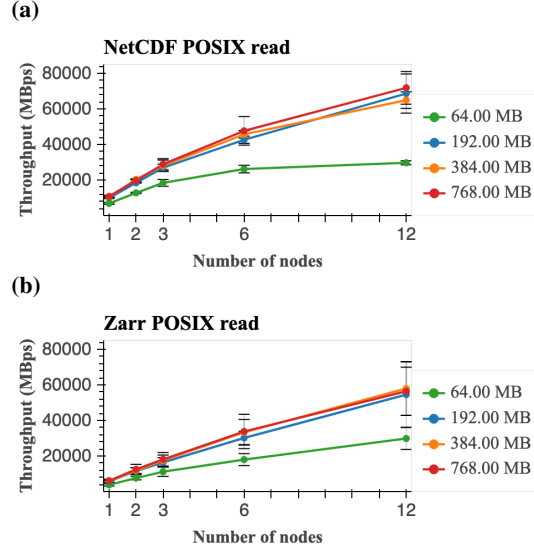 (a)
NetCDF POSIX read
Throughput (MBps)
80000
60000
40000
20000
1 2 3 6 12
Number of nodes
64.00 MB
192.00 MB
384.00 MB
768.00 MB
(b)
Zarr POSIX read
Throughput (MBps)
80000
60000
40000
20000
1 2 3 6 12
Number of nodes
64.00 MB
192.00 MB
384.00 MB
768.00 MB